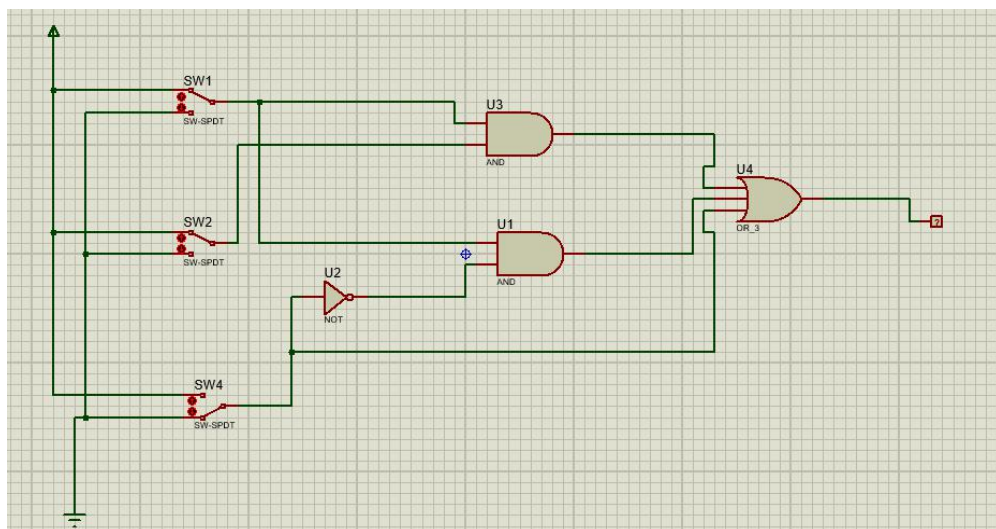 SW1
SW-SPDT
U3
AND
U4
OR_3
?
SW2
SW-SPDT
U1
AND
U2
NOT
SW4
SW-SPDT